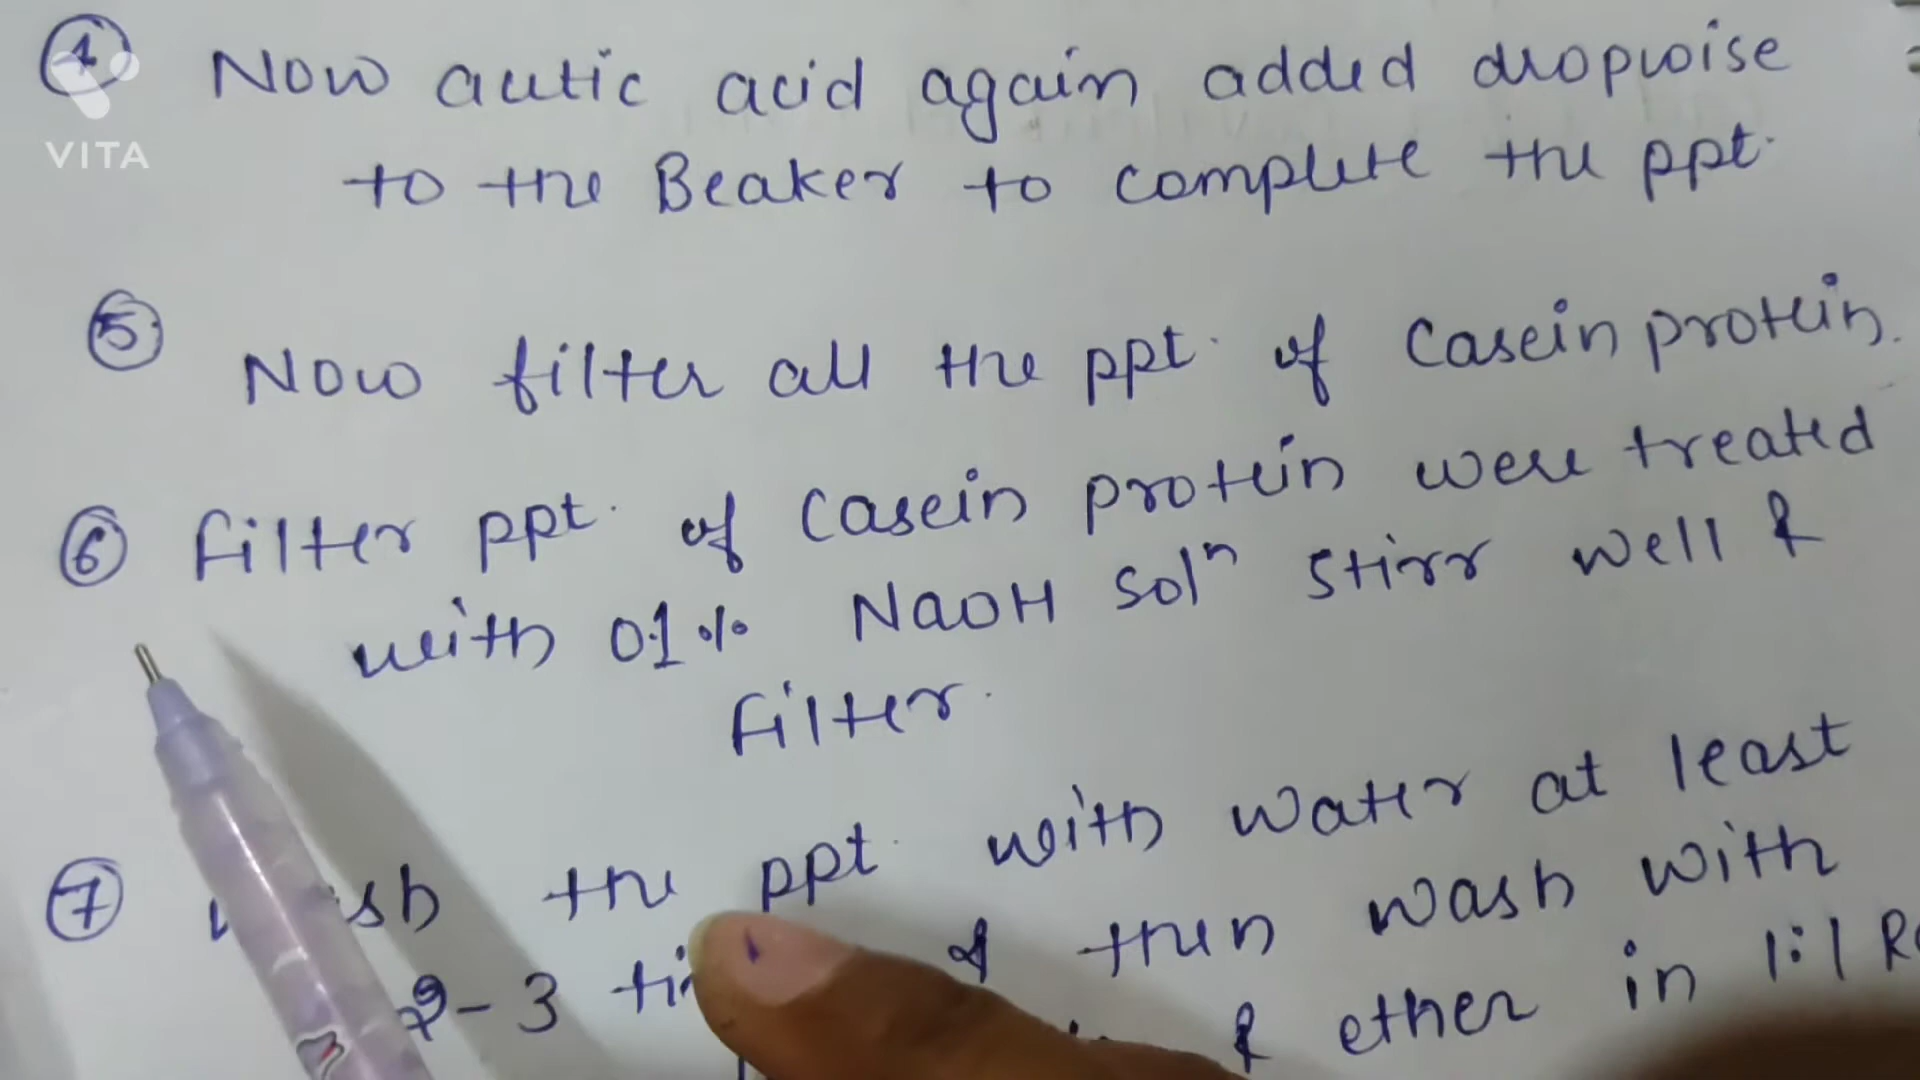 ④ Now acetic acid again added dropwise
VITA
to the Beaker to complete the ppt.
⑤ Now filter all the ppt. of Casein protein.
⑥ Filter ppt. of Casein protein were treated
with 0.1% NaOH solⁿ stirr well &
filter.
⑦ the ppt. with water at least
2-3 & then wash with
& ether in 1:1